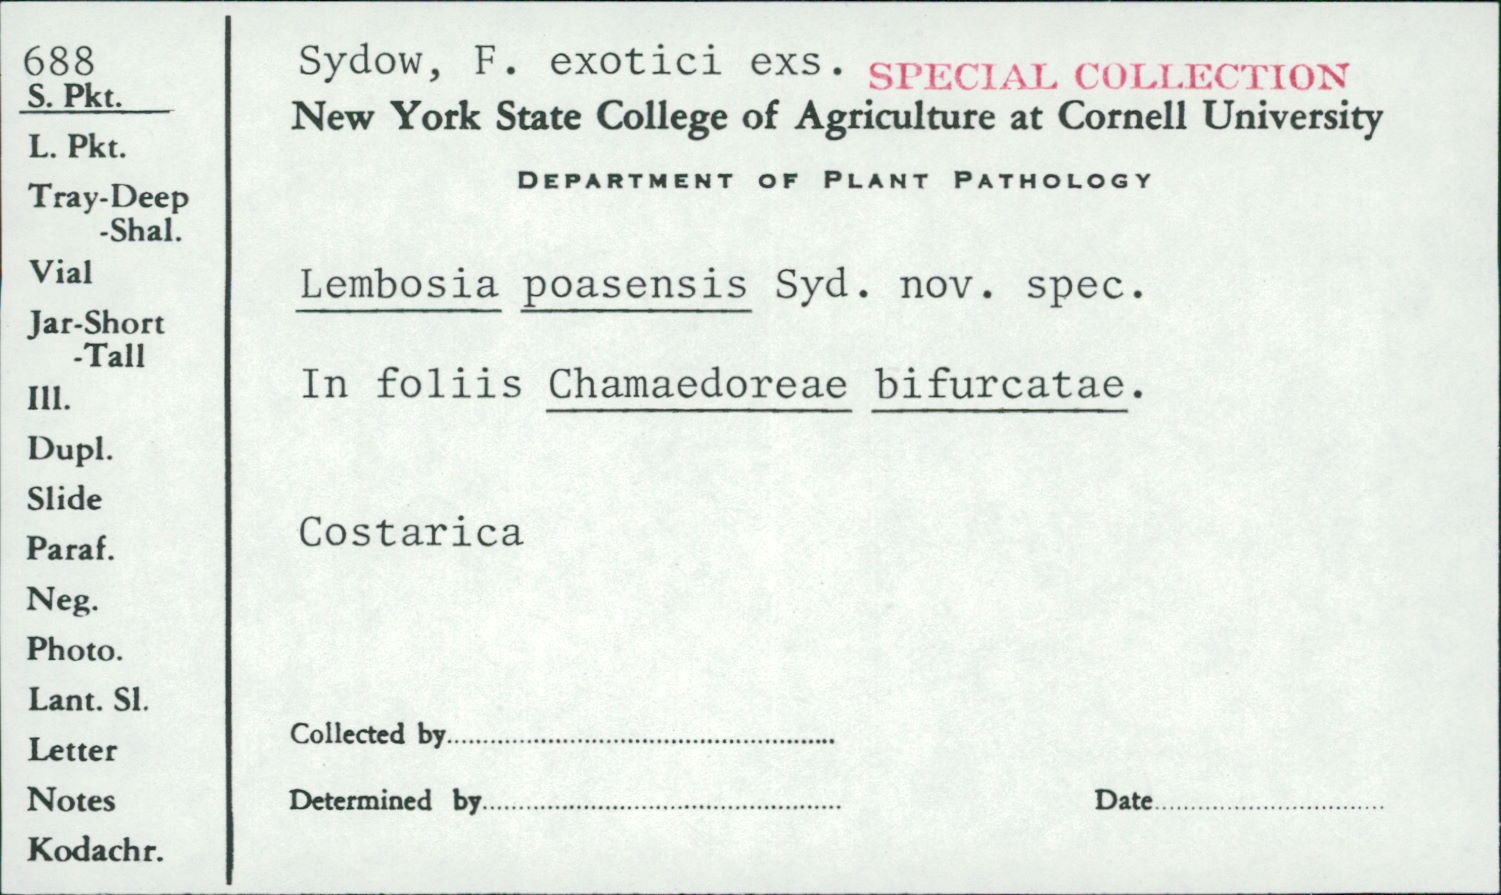 688
S. Pkt.
L. Pkt.
Tray-Deep
-Shal.
Vial
Jar-Short
-Tall
Ill.
Dupl.
Slide
Paraf.
Neg.
Photo.
Lant. Sl.
Letter
Notes
Kodachr.
Sydow, F. exotici exs. SPECIAL COLLECTION
New York State College of Agriculture at Cornell University
DEPARTMENT OF PLANT PATHOLOGY
Lembosia poasensis Syd. nov. spec.
In foliis Chamaedoreae bifurcatae.
Costarica
Collected by
Determined by Date